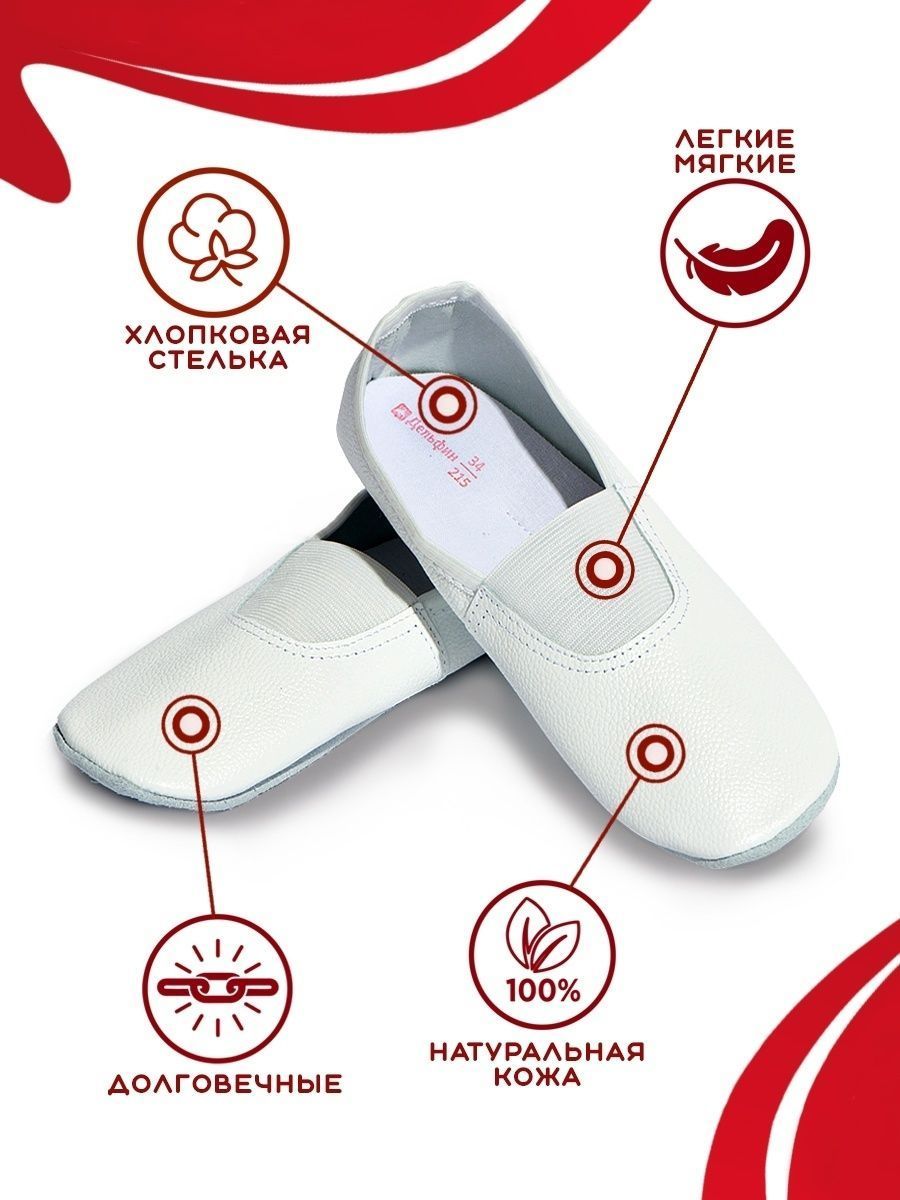 ЛЕГКИЕ
МЯГКИЕ
ХЛОПКОВАЯ
СТЕЛЬКА
Дельфин
34
215
100%
НАТУРАЛЬНАЯ
КОЖА
ДОЛГОВЕЧНЫЕ